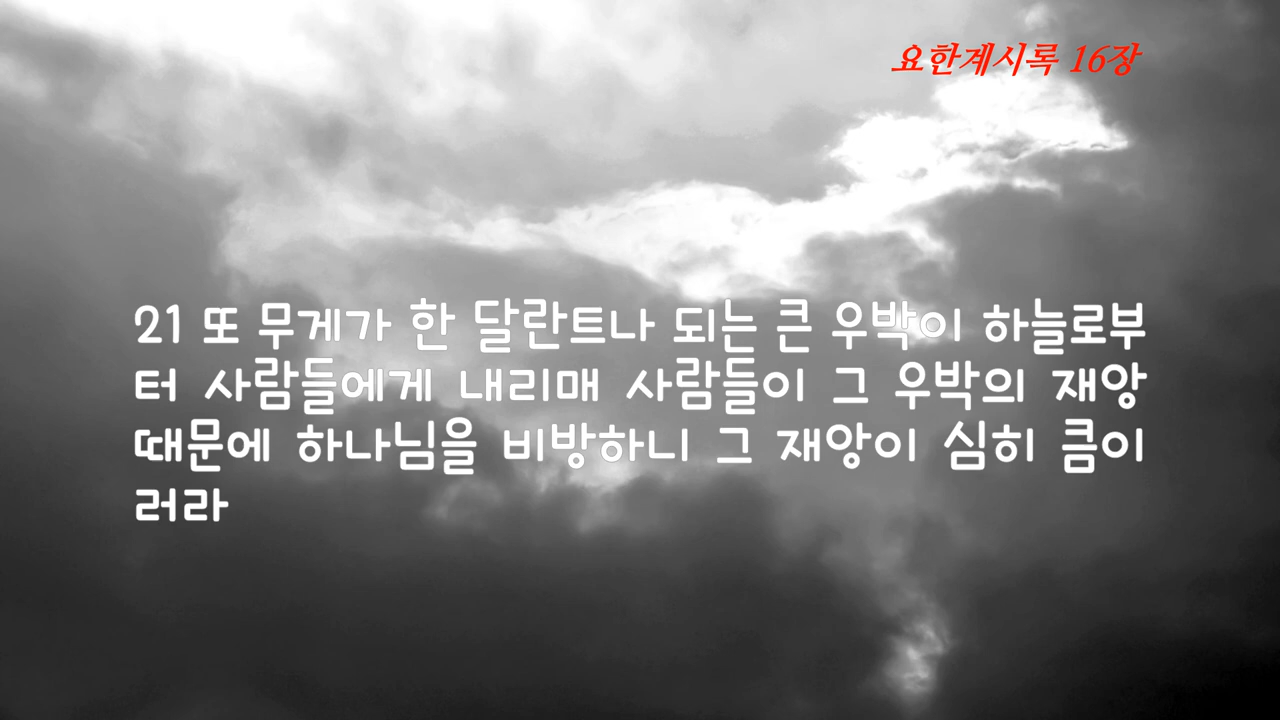 요한계시록 16장
21 또 무게가 한 달란트나 되는 큰 우박이 하늘로부
터 사람들에게 내리매 사람들이 그 우박의 재앙
때문에 하나님을 비방하니 그 재앙이 심히 큼이
러라